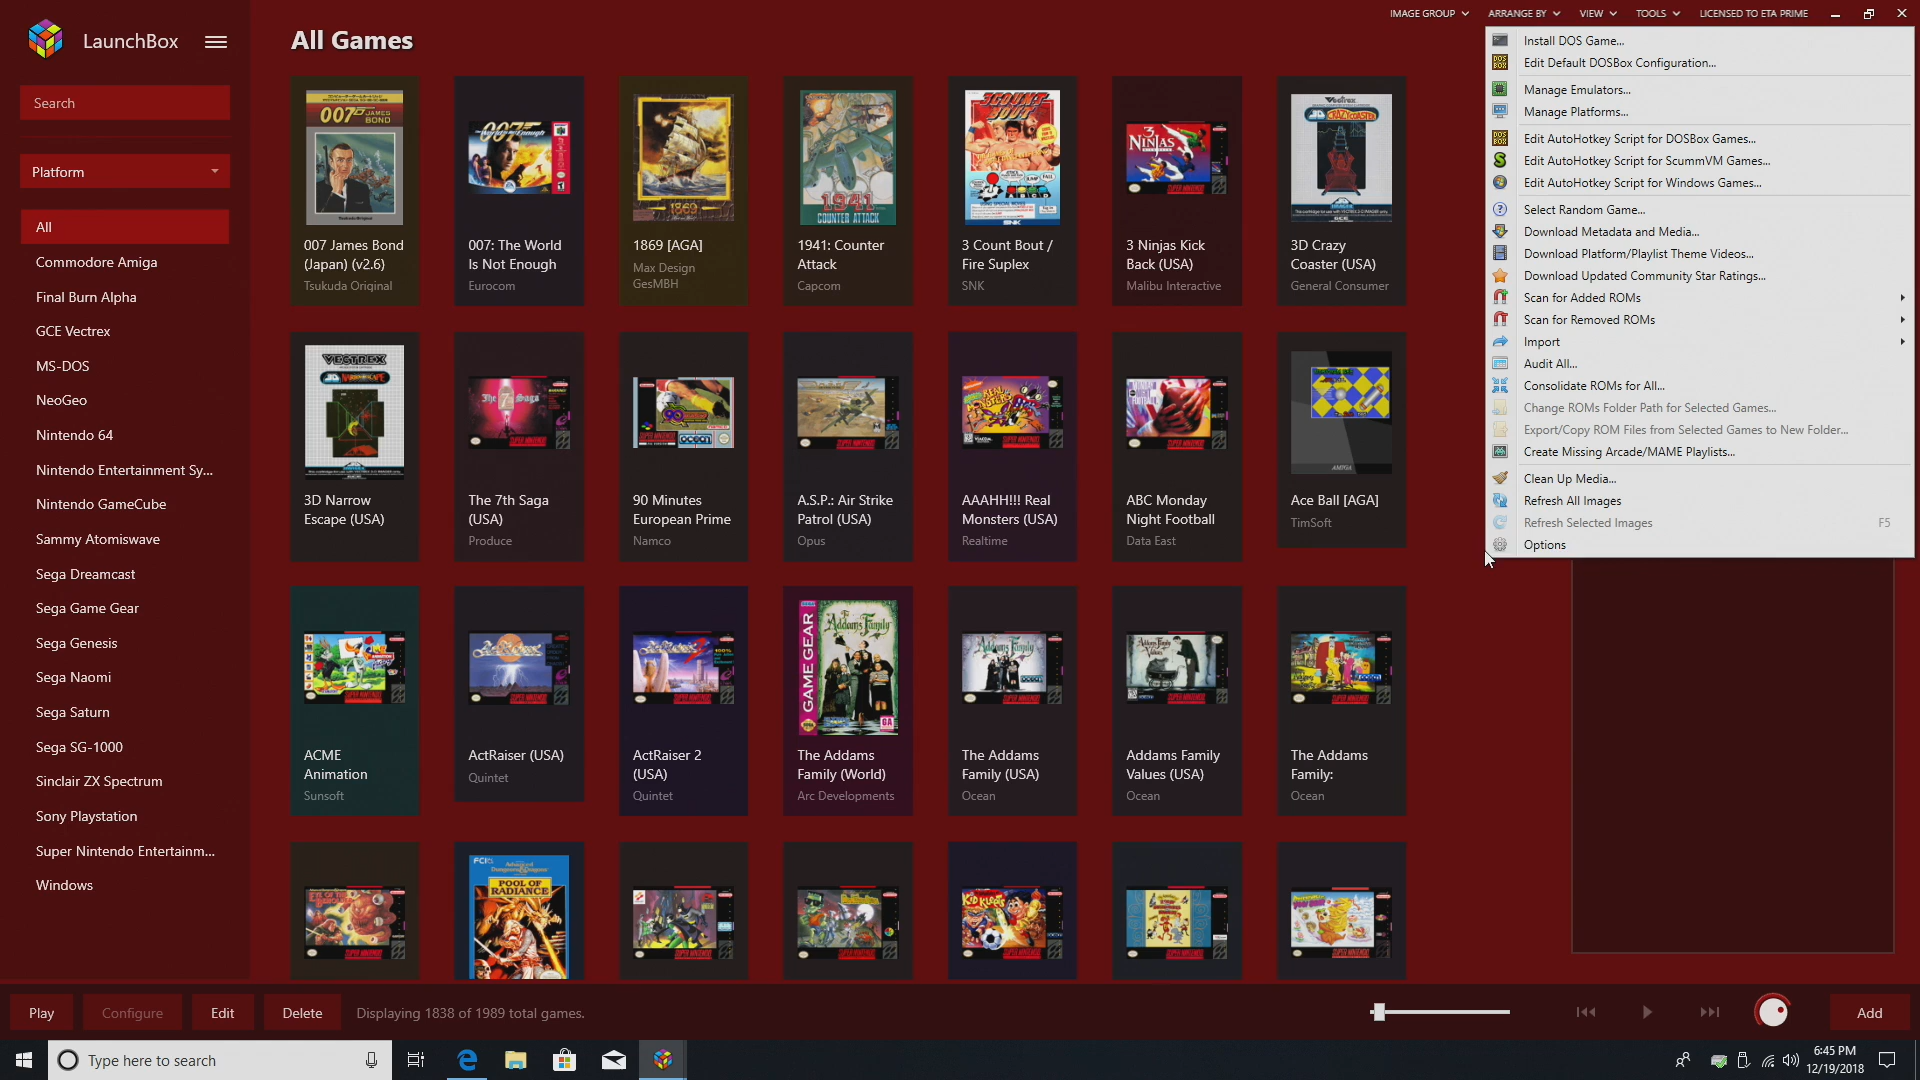 LaunchBox
All Games
IMAGE GROUP
ARRANGE BY
VIEW
TOOLS
LICENSED TO ETA PRIME
Search
Platform
All
Commodore Amiga
Final Burn Alpha
GCE Vectrex
MS-DOS
NeoGeo
Nintendo 64
Nintendo Entertainment Sy...
Nintendo GameCube
Sammy Atomiswave
Sega Dreamcast
Sega Game Gear
Sega Genesis
Sega Naomi
Sega Saturn
Sega SG-1000
Sinclair ZX Spectrum
Sony Playstation
Super Nintendo Entertainm...
Windows
007 James Bond
(Japan) (v2.6)
Tsukuda Original
007: The World
Is Not Enough
Eurocom
1869 [AGA]
Max Design
GesMBH
1941: Counter
Attack
Capcom
3 Count Bout /
Fire Suplex
SNK
3 Ninjas Kick
Back (USA)
Malibu Interactive
3D Crazy
Coaster (USA)
General Consumer
3D Narrow
Escape (USA)
The 7th Saga
(USA)
Produce
90 Minutes
European Prime
Namco
A.S.P.: Air Strike
Patrol (USA)
Opus
AAAHH!!! Real
Monsters (USA)
Realtime
ABC Monday
Night Football
Data East
Ace Ball [AGA]
TimSoft
ACME
Animation
Sunsoft
ActRaiser (USA)
Quintet
ActRaiser 2
(USA)
Quintet
The Addams
Family (World)
Arc Developments
The Addams
Family (USA)
Ocean
Addams Family
Values (USA)
Ocean
The Addams
Family:
Ocean
FCI
POOL OF
RADIANCE
Install DOS Game...
Edit Default DOSBox Configuration...
Manage Emulators...
Manage Platforms...
Edit AutoHotkey Script for DOSBox Games...
Edit AutoHotkey Script for ScummVM Games...
Edit AutoHotkey Script for Windows Games...
Select Random Game...
Download Metadata and Media...
Download Platform/Playlist Theme Videos...
Download Updated Community Star Ratings...
Scan for Added ROMs
Scan for Removed ROMs
Import
Audit All...
Consolidate ROMs for All...
Change ROMs Folder Path for Selected Games...
Export/Copy ROM Files from Selected Games to New Folder...
Create Missing Arcade/MAME Playlists...
Clean Up Media...
Refresh All Images
Refresh Selected Images F5
Options
Play
Configure
Edit
Delete
Displaying 1838 of 1989 total games.
Add
Type here to search
6:45 PM
12/19/2018